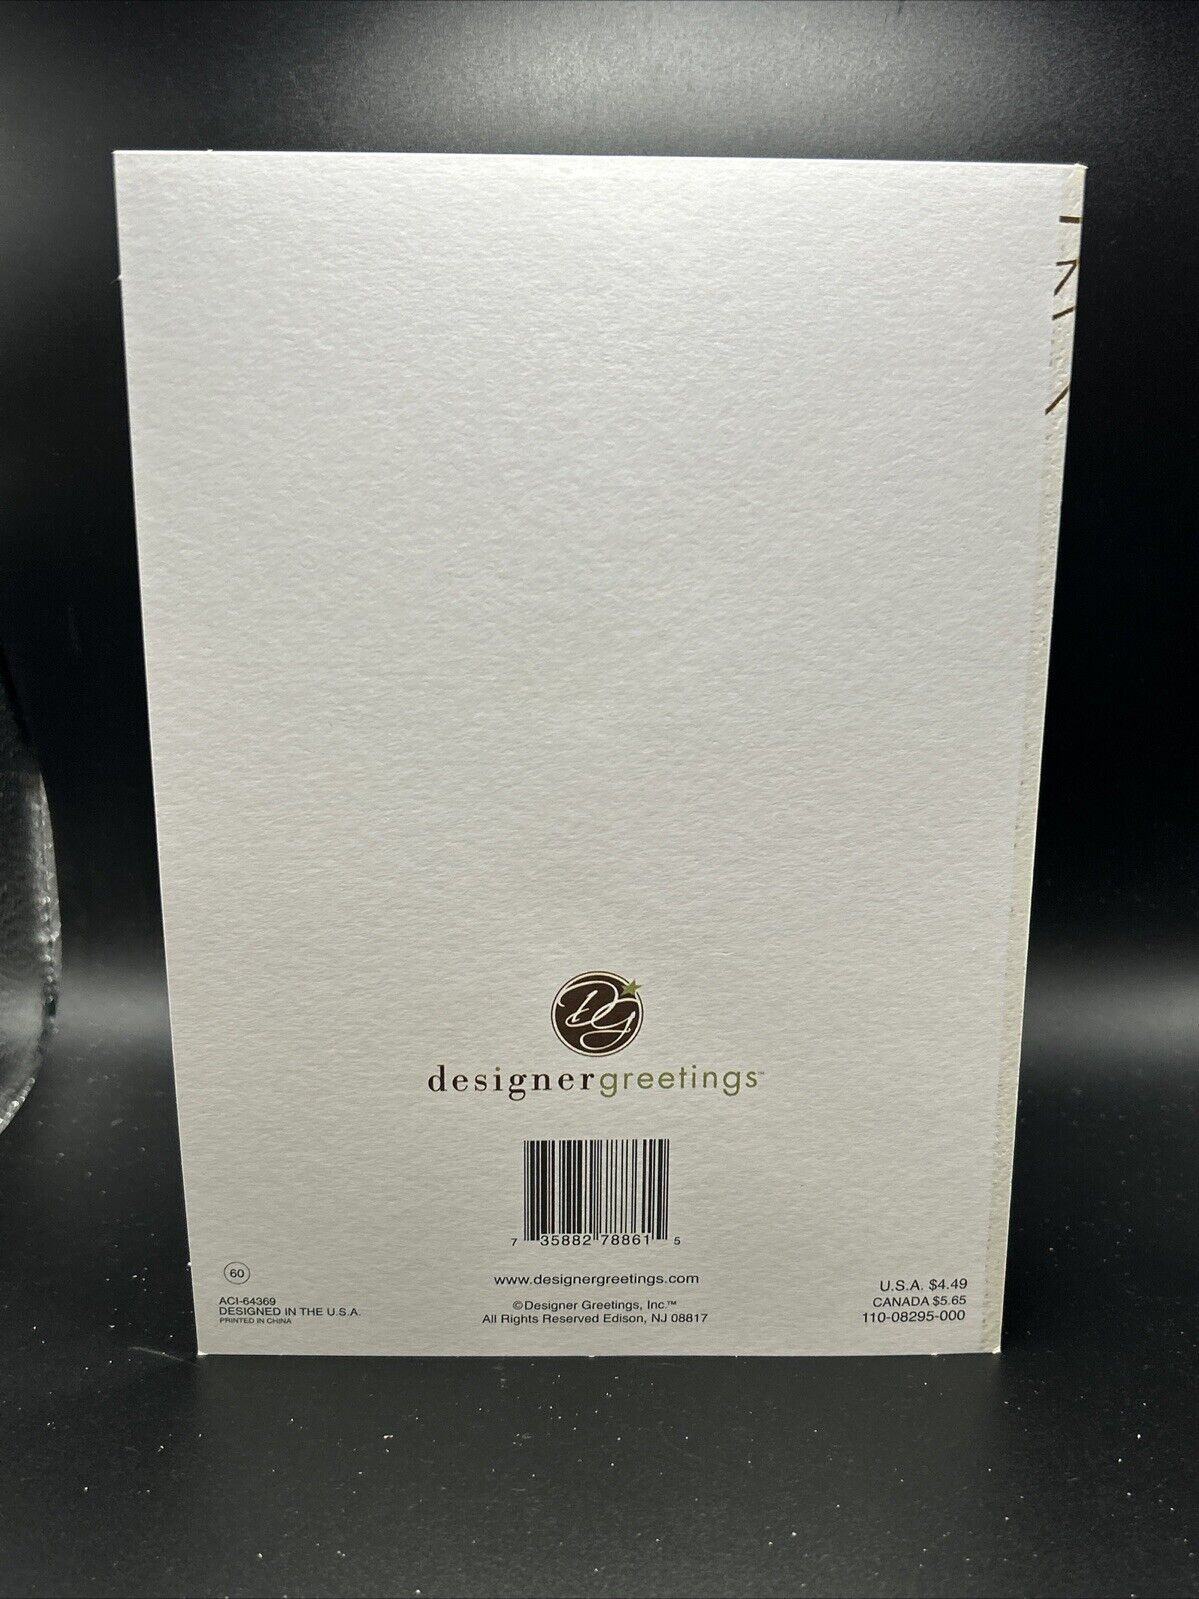 DG
designergreetings™
7 35882 78861 5
www.designergreetings.com
©Designer Greetings, Inc.™
All Rights Reserved Edison, NJ 08817
60
ACI-64369
DESIGNED IN THE U.S.A.
PRINTED IN CHINA
U.S.A. $4.49
CANADA $5.65
110-08295-000